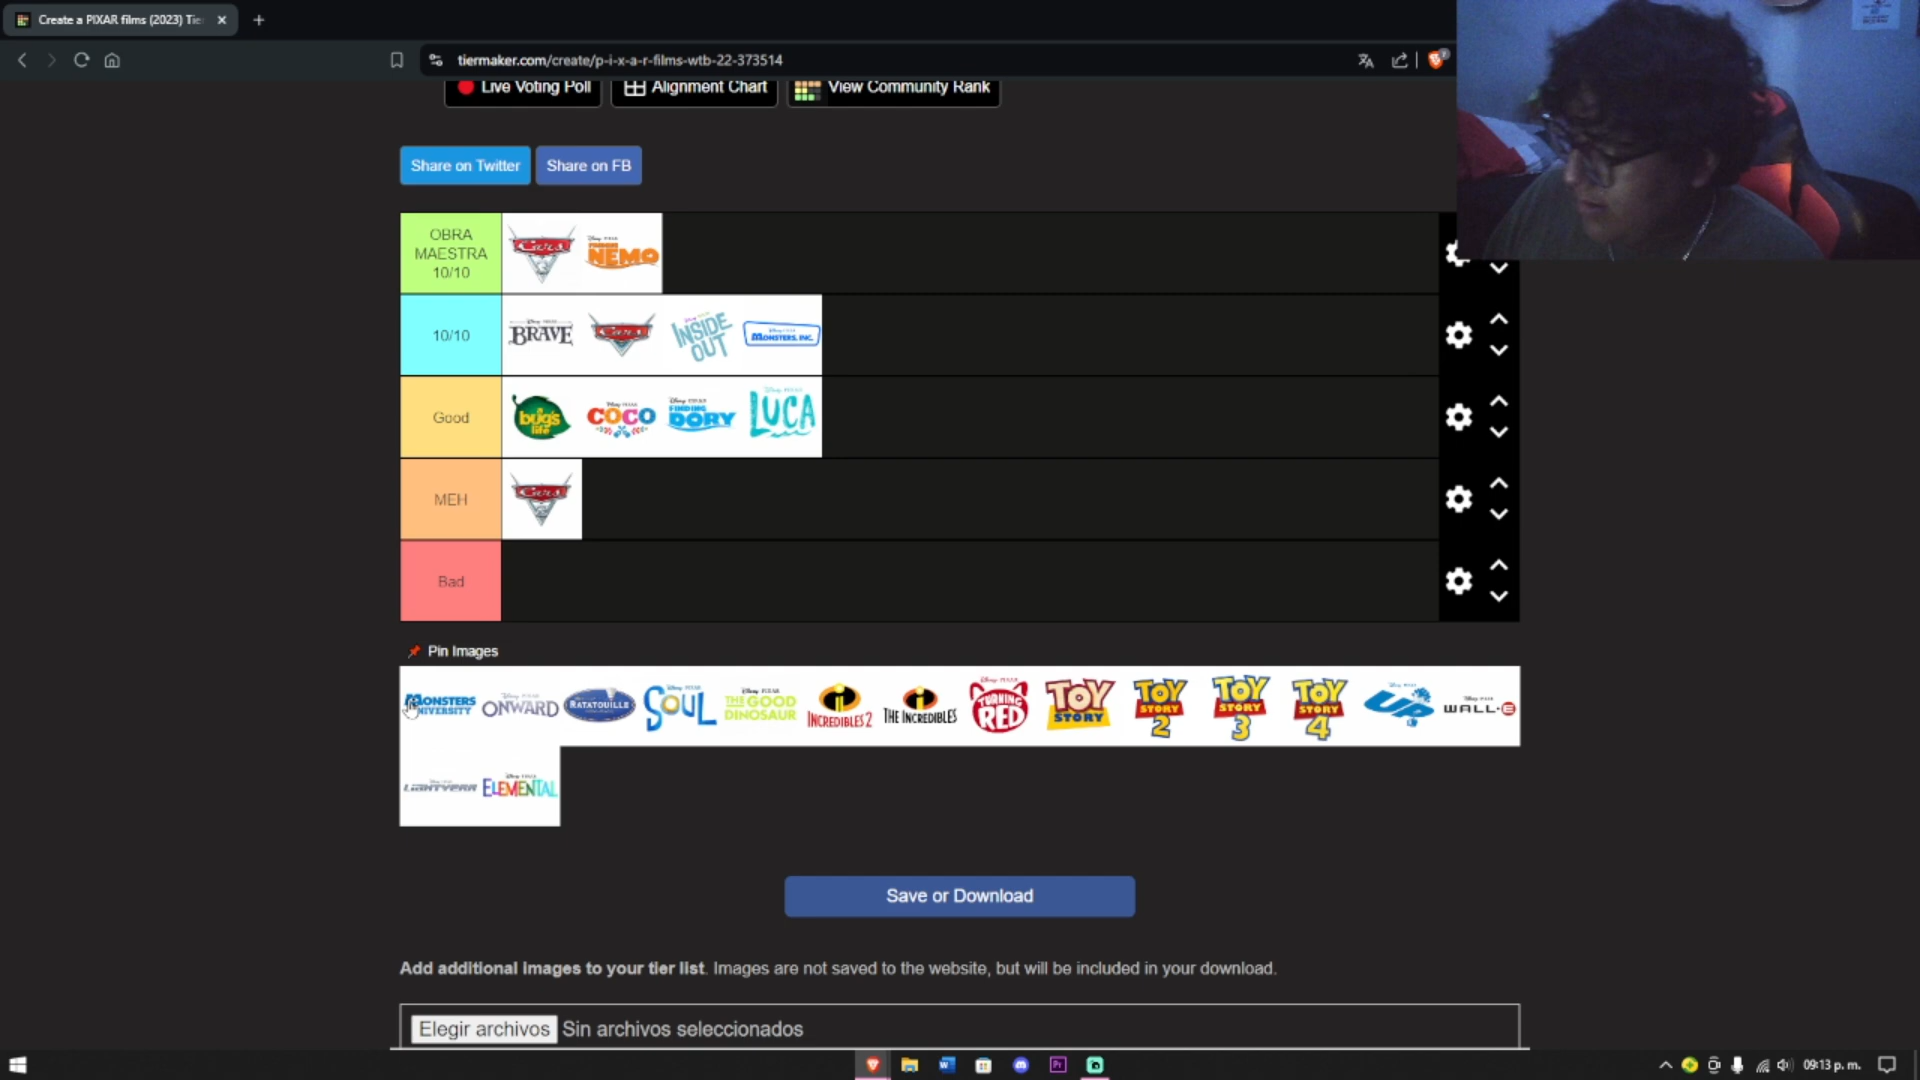 Create a PIXAR films (2023) Tie
tiermaker.com/create/p-i-x-a-r-films-wtb-22-373514
Live Voting Poll
Alignment Chart
View Community Rank
Share on Twitter
Share on FB
OBRA
MAESTRA
10/10
Cars
FINDING
NEMO
10/10
BRAVE
Cars
INSIDE
OUT
MONSTERS, INC.
Good
a bug's
life
COCO
FINDING
DORY
LUCA
MEH
Cars
2
Bad
Pin Images
MONSTERS
UNIVERSITY
ONWARD
RATATOUILLE
SOUL
THE GOOD
DINOSAUR
INCREDIBLES 2
THE INCREDIBLES
TURNING
RED
TOY
STORY
TOY
STORY
2
TOY
STORY
3
TOY
STORY
4
UP
WALL·E
LIGHTYEAR
ELEMENTAL
Save or Download
Add additional images to your tier list. Images are not saved to the website, but will be included in your download.
Elegir archivos Sin archivos seleccionados
09:13 p. m.